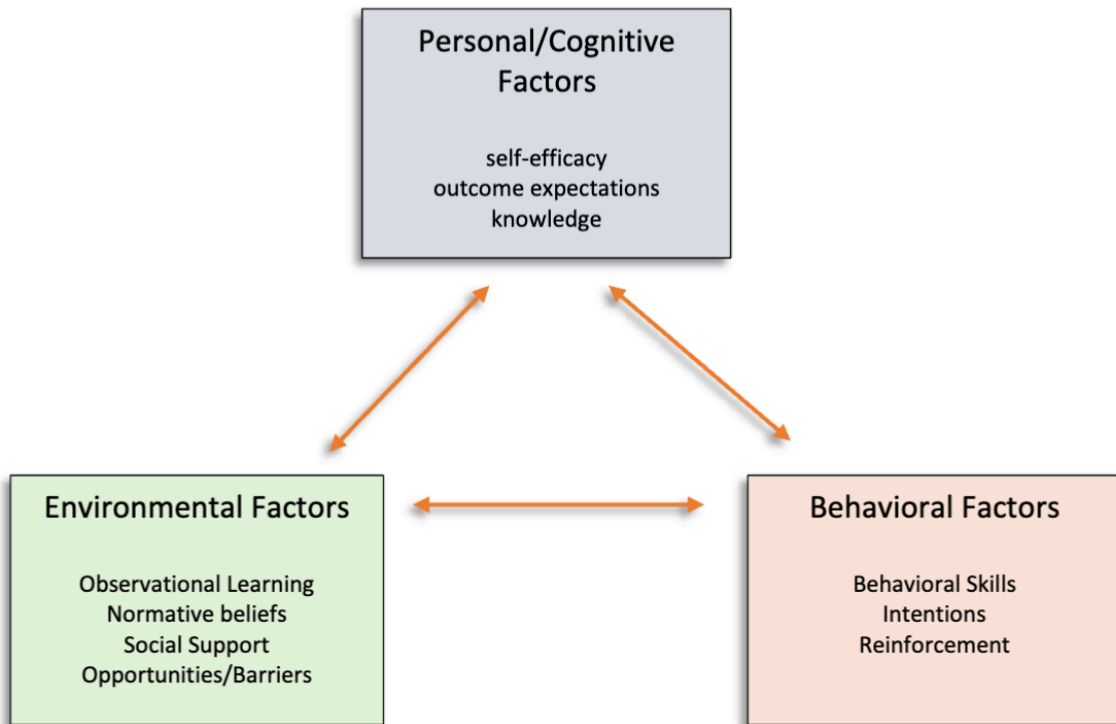 Personal/Cognitive
Factors
self-efficacy
outcome expectations
knowledge
Environmental Factors
Observational Learning
Normative beliefs
Social Support
Opportunities/Barriers
Behavioral Factors
Behavioral Skills
Intentions
Reinforcement